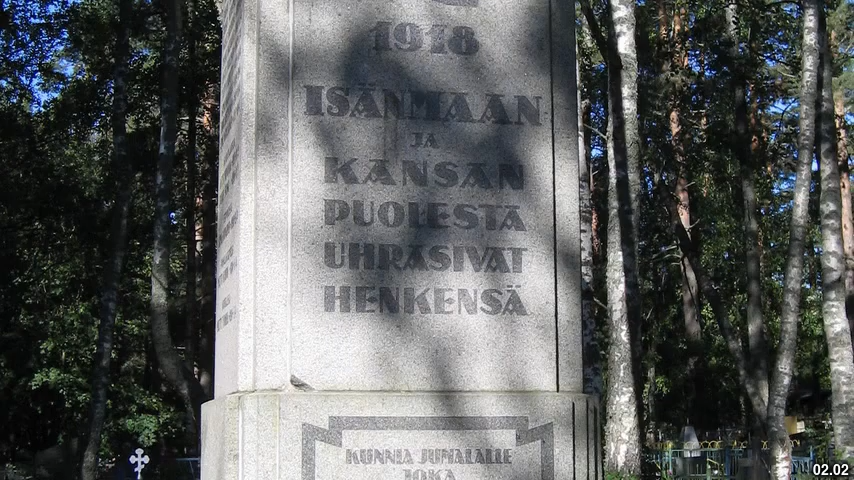 1918
ISÄNMAAN
JA
KANSAN
PUOLESTA
UHRASIVAT
HENKENSÄ
KUNNIA JUMALALLE
JOKA
02.02